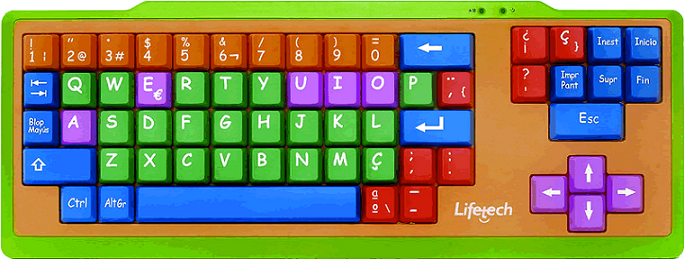 A⇩ ⏻
! " · $ % & / ( ) =
1 | 2 @ 3 # 4 5 6 ¬ 7 8 9 0 ←
¿ ¡ Ç } Inest Inicio
⇤ ⇥ Q W E € R T Y U I O P ¨ ´ {
? ' Impr Pant Supr Fin
Blop Mayús A S D F G H J K L ↵
Esc
⇧ Z X C V B N M Ç ; , : .
Ctrl AltGr ª º \ _ -
Lifetech
← ↑ ↓ →